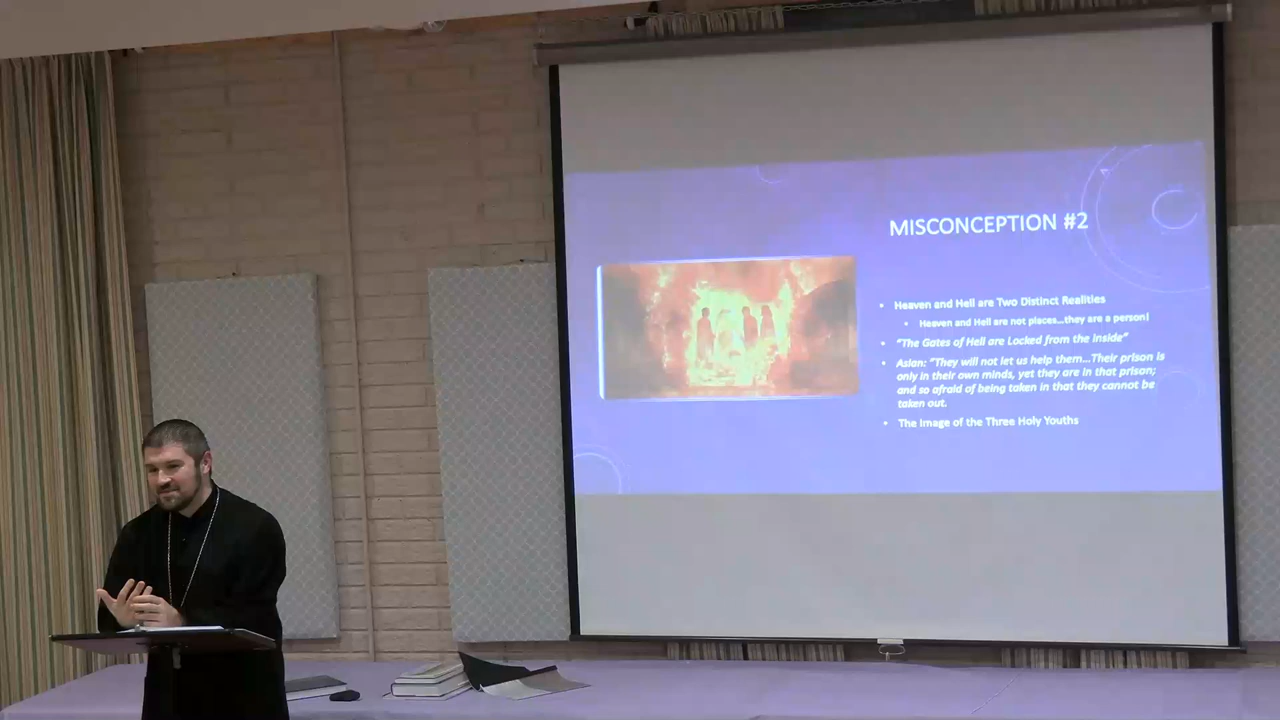 MISCONCEPTION #2
Heaven and Hell are Two Distinct Realities
Heaven and Hell are not places...they are a person!
"The Gates of Hell are Locked from the Inside"
Aslan: "They will not let us help them...Their prison is
only in their own minds, yet they are in that prison;
and so afraid of being taken in that they cannot be
taken out.
The Image of the Three Holy Youths